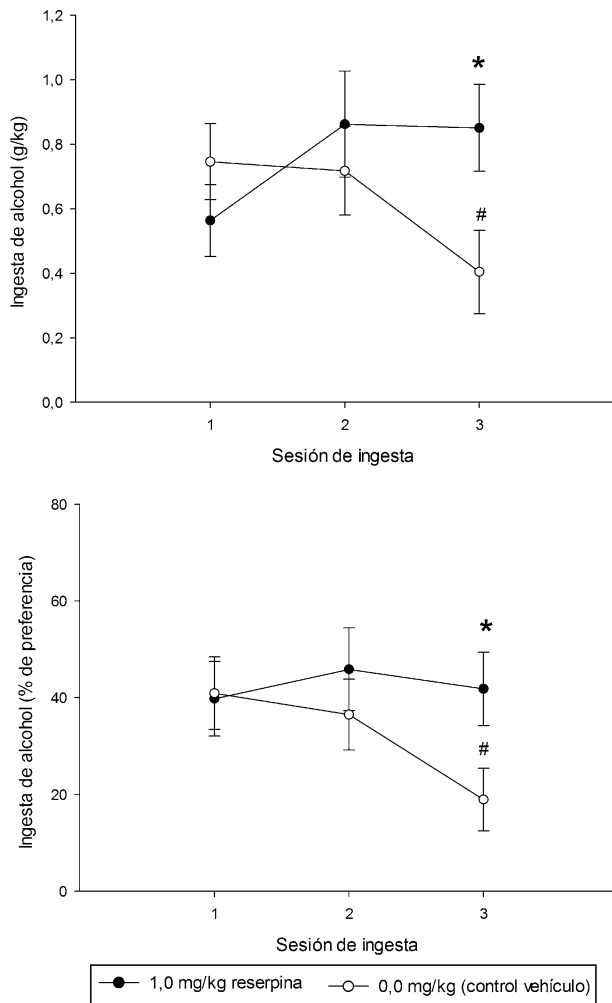 1,2
1,0
0,8
0,6
0,4
0,2
0,0
Ingesta de alcohol (g/kg)
*
#
1 2 3
Sesión de ingesta
80
60
40
20
0
Ingesta de alcohol (% de preferencia)
*
#
1 2 3
Sesión de ingesta
1,0 mg/kg reserpina 0,0 mg/kg (control vehículo)